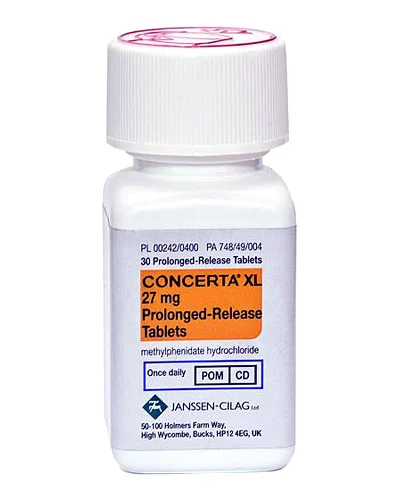 PL 00242/0400 PA 748/49/004
30 Prolonged-Release Tablets
CONCERTA® XL
27 mg
Prolonged-Release
Tablets
methylphenidate hydrochloride
Once daily POM CD
JANSSEN-CILAG Ltd
50-100 Holmers Farm Way,
High Wycombe, Bucks, HP12 4EG, UK